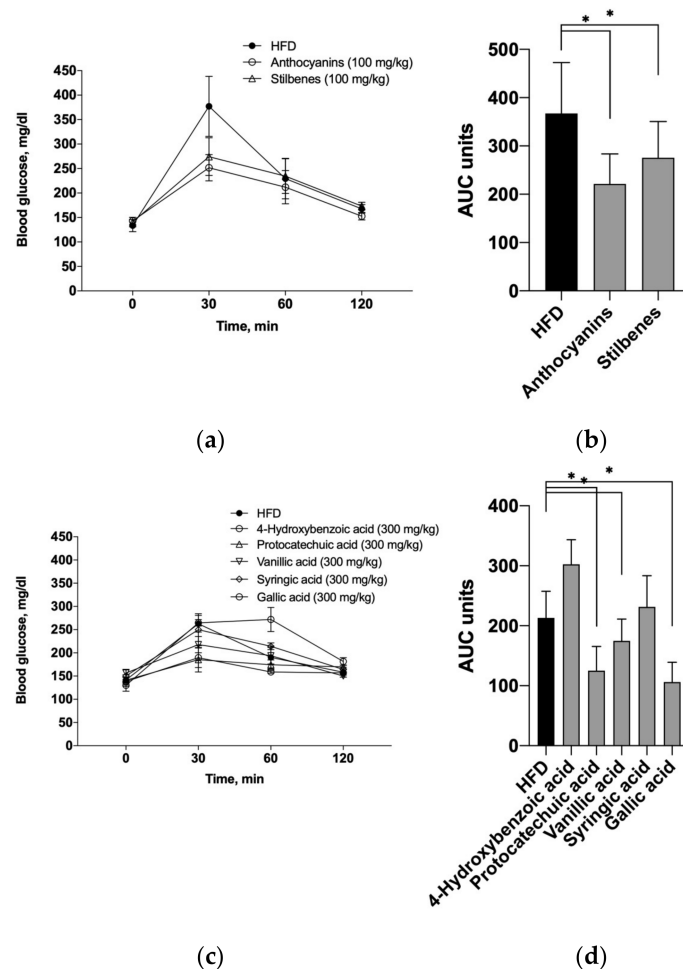 HFD
Anthocyanins (100 mg/kg)
Stilbenes (100 mg/kg)
Blood glucose, mg/dl
450
400
350
300
250
200
150
100
50
0
0 30 60 120
Time, min
(a)
* *
AUC units
500
400
300
200
100
0
HFD
Anthocyanins
Stilbenes
(b)
HFD
4-Hydroxybenzoic acid (300 mg/kg)
Protocatechuic acid (300 mg/kg)
Vanillic acid (300 mg/kg)
Syringic acid (300 mg/kg)
Gallic acid (300 mg/kg)
Blood glucose, mg/dl
450
400
350
300
250
200
150
100
50
0
0 30 60 120
Time, min
(c)
* * *
AUC units
400
300
200
100
0
HFD
4-Hydroxybenzoic acid
Protocatechuic acid
Vanillic acid
Syringic acid
Gallic acid
(d)